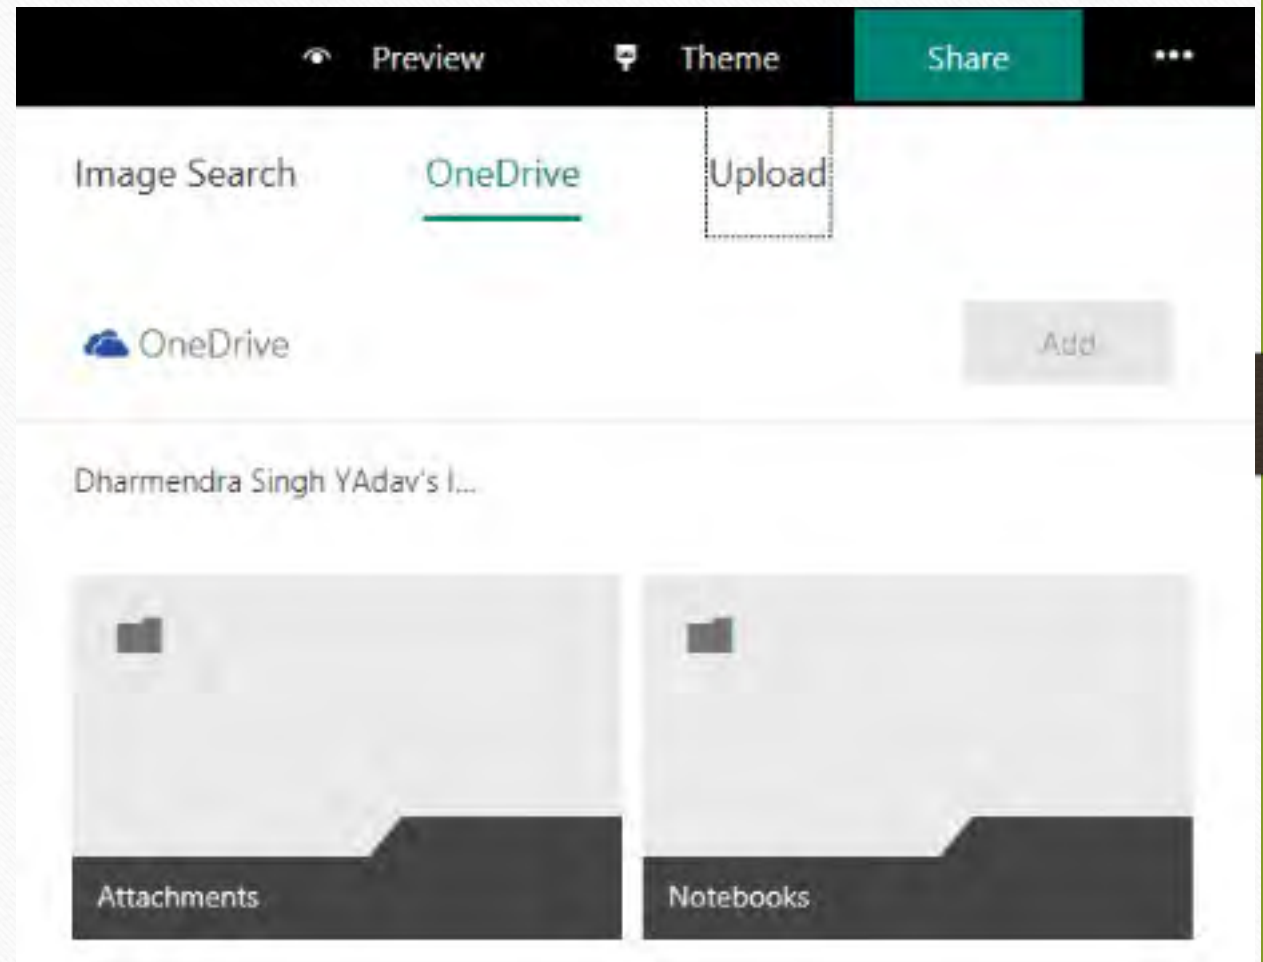 Preview Theme Share
Image Search OneDrive Upload
OneDrive Add
Dharmendra Singh YAdav's I...
Attachments Notebooks